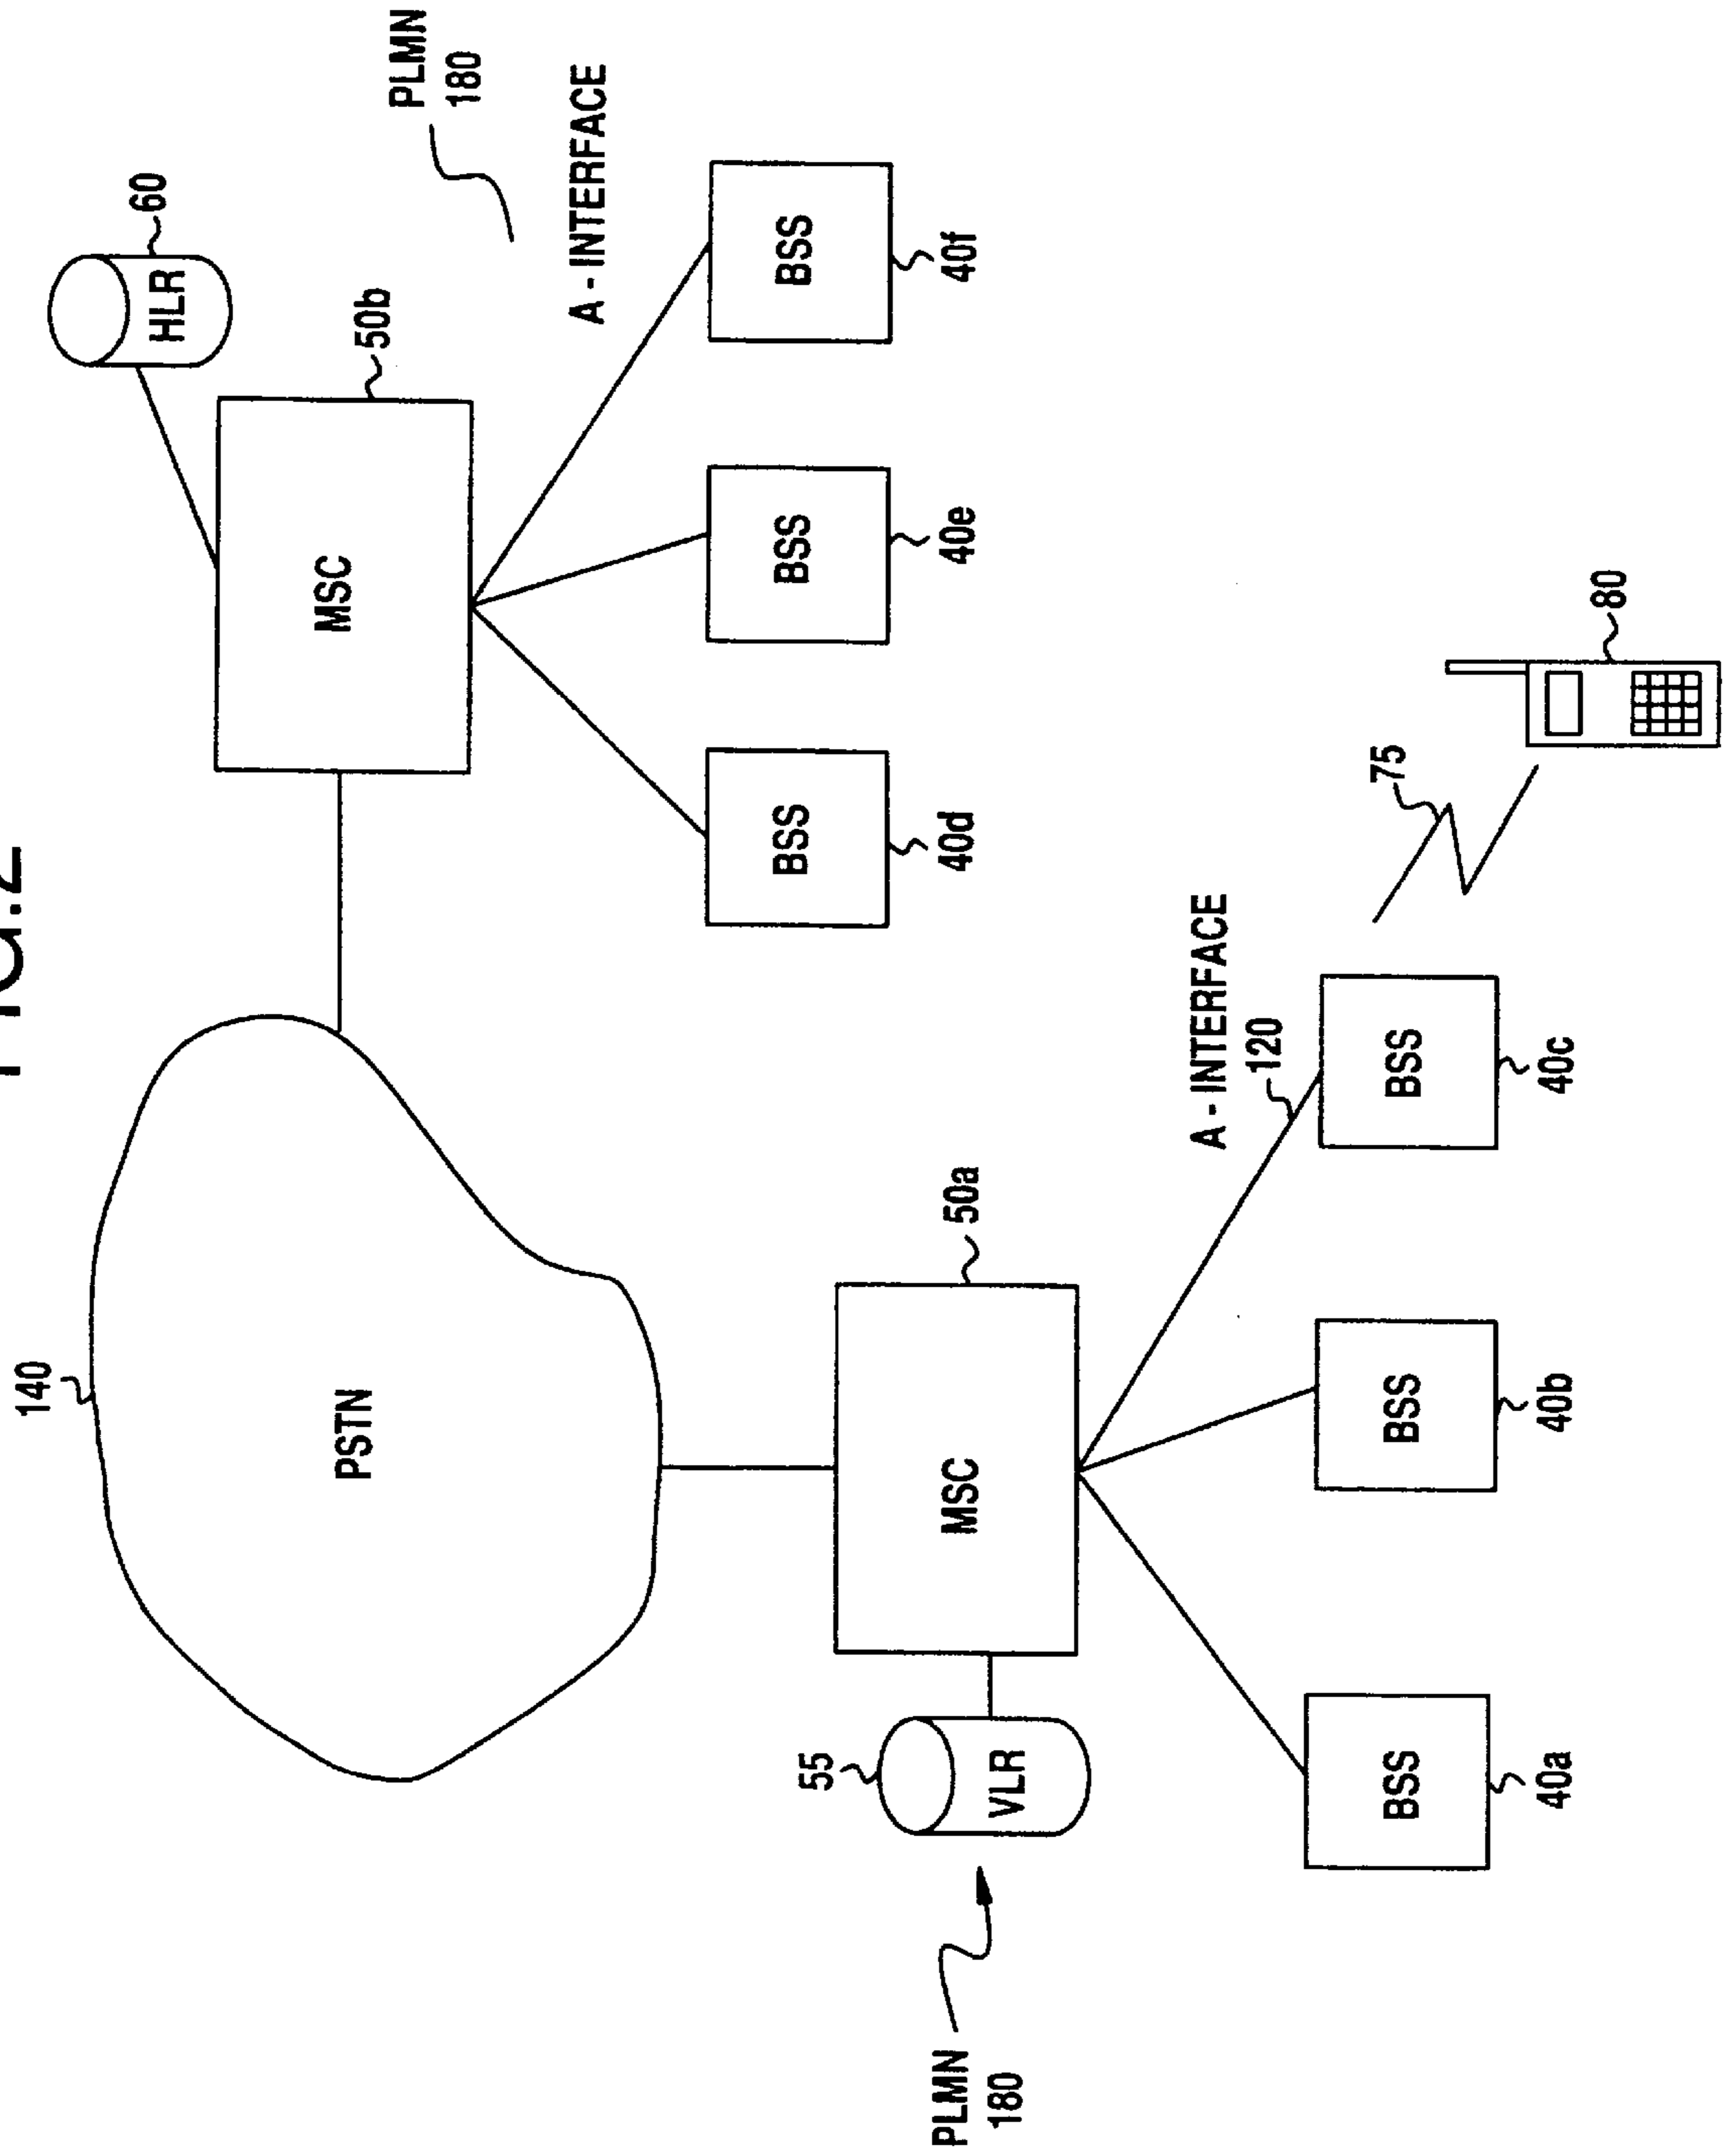 FIG.2
140
60
HLR
PSTN
MSC
50b
PLMN
180
A - INTERFACE
BSS
BSS
BSS
40d
40e
40f
55
VLR
MSC
50a
PLMN
180
A - INTERFACE
120
75
80
BSS
BSS
BSS
40a
40b
40c